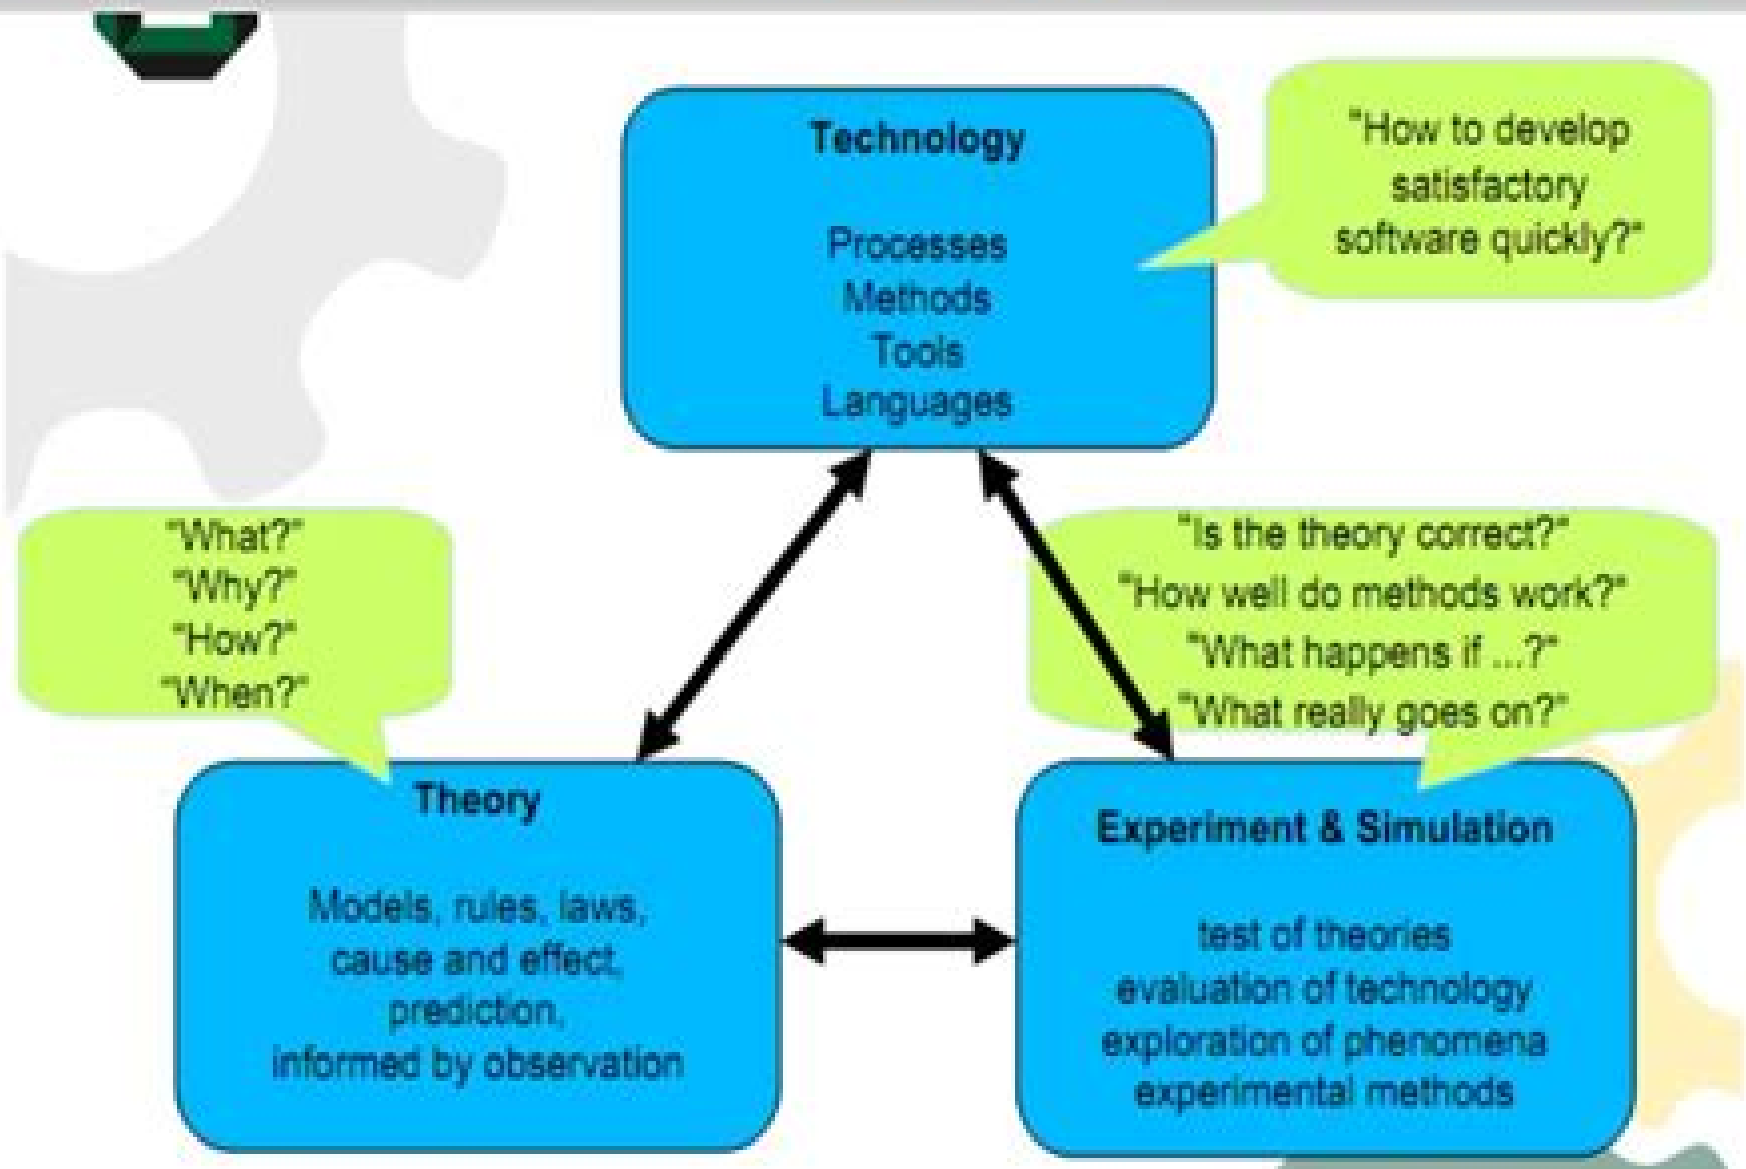 Technology
Processes
Methods
Tools
Languages
"How to develop
satisfactory
software quickly?"
"What?"
"Why?"
"How?"
"When?"
"Is the theory correct?"
"How well do methods work?"
"What happens if ...?"
"What really goes on?"
Theory
Models, rules, laws,
cause and effect,
prediction,
informed by observation
Experiment & Simulation
test of theories
evaluation of technology
exploration of phenomena
experimental methods